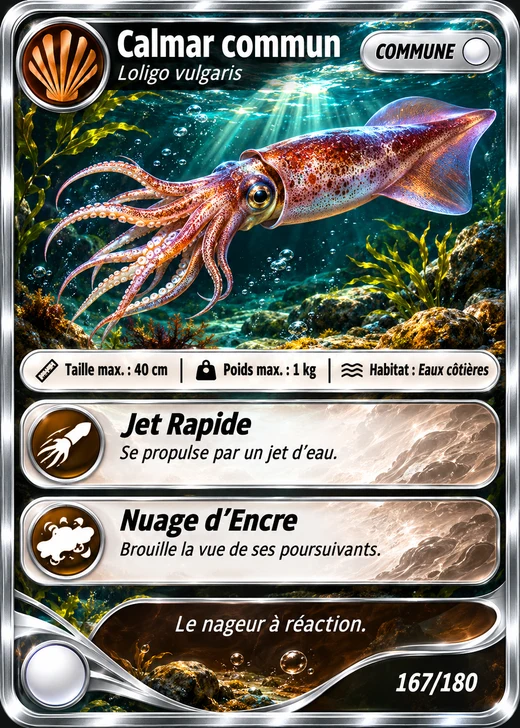 Calmar commun
Loligo vulgaris
COMMUNE
Taille max. : 40 cm | Poids max. : 1 kg | Habitat : Eaux côtières
Jet Rapide
Se propulse par un jet d'eau.
Nuage d'Encre
Brouille la vue de ses poursuivants.
Le nageur à réaction.
167/180